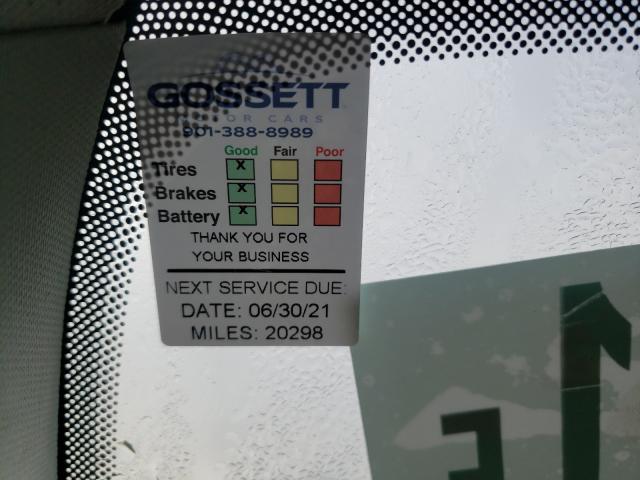 GOSSETT
MOTOR CARS
901-388-8989
Good Fair Poor
Tires X
Brakes X
Battery X
THANK YOU FOR
YOUR BUSINESS
NEXT SERVICE DUE:
DATE: 06/30/21
MILES: 20298